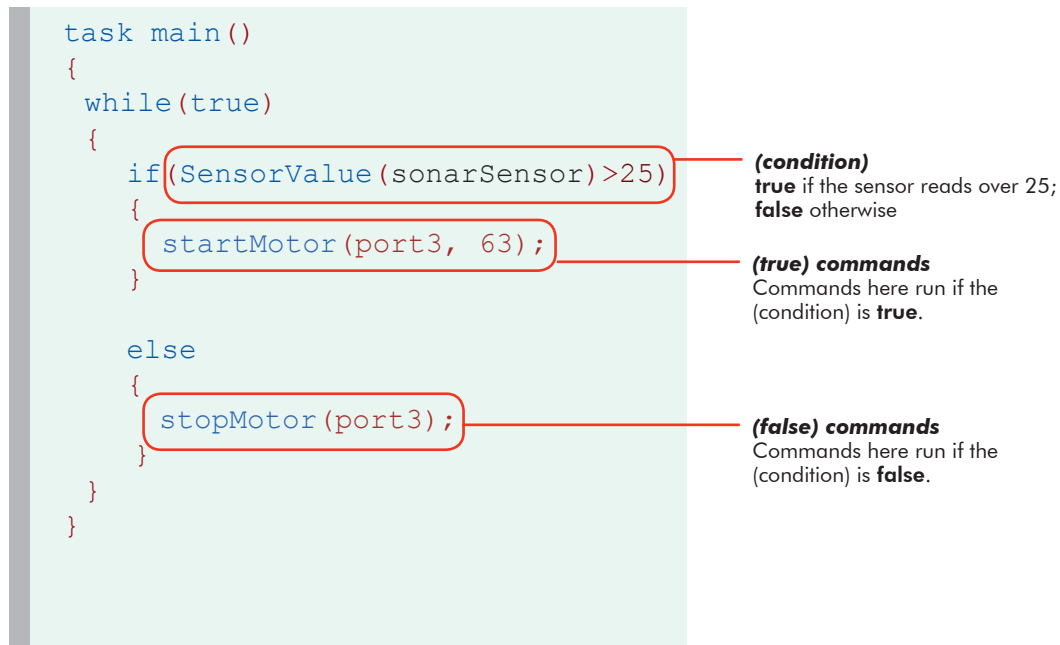 task main()
{
while(true)
{
if(SensorValue(sonarSensor)>25)
{
startMotor(port3, 63);
}
else
{
stopMotor(port3);
}
}
}
(condition)
true if the sensor reads over 25;
false otherwise
(true) commands
Commands here run if the
(condition) is true.
(false) commands
Commands here run if the
(condition) is false.